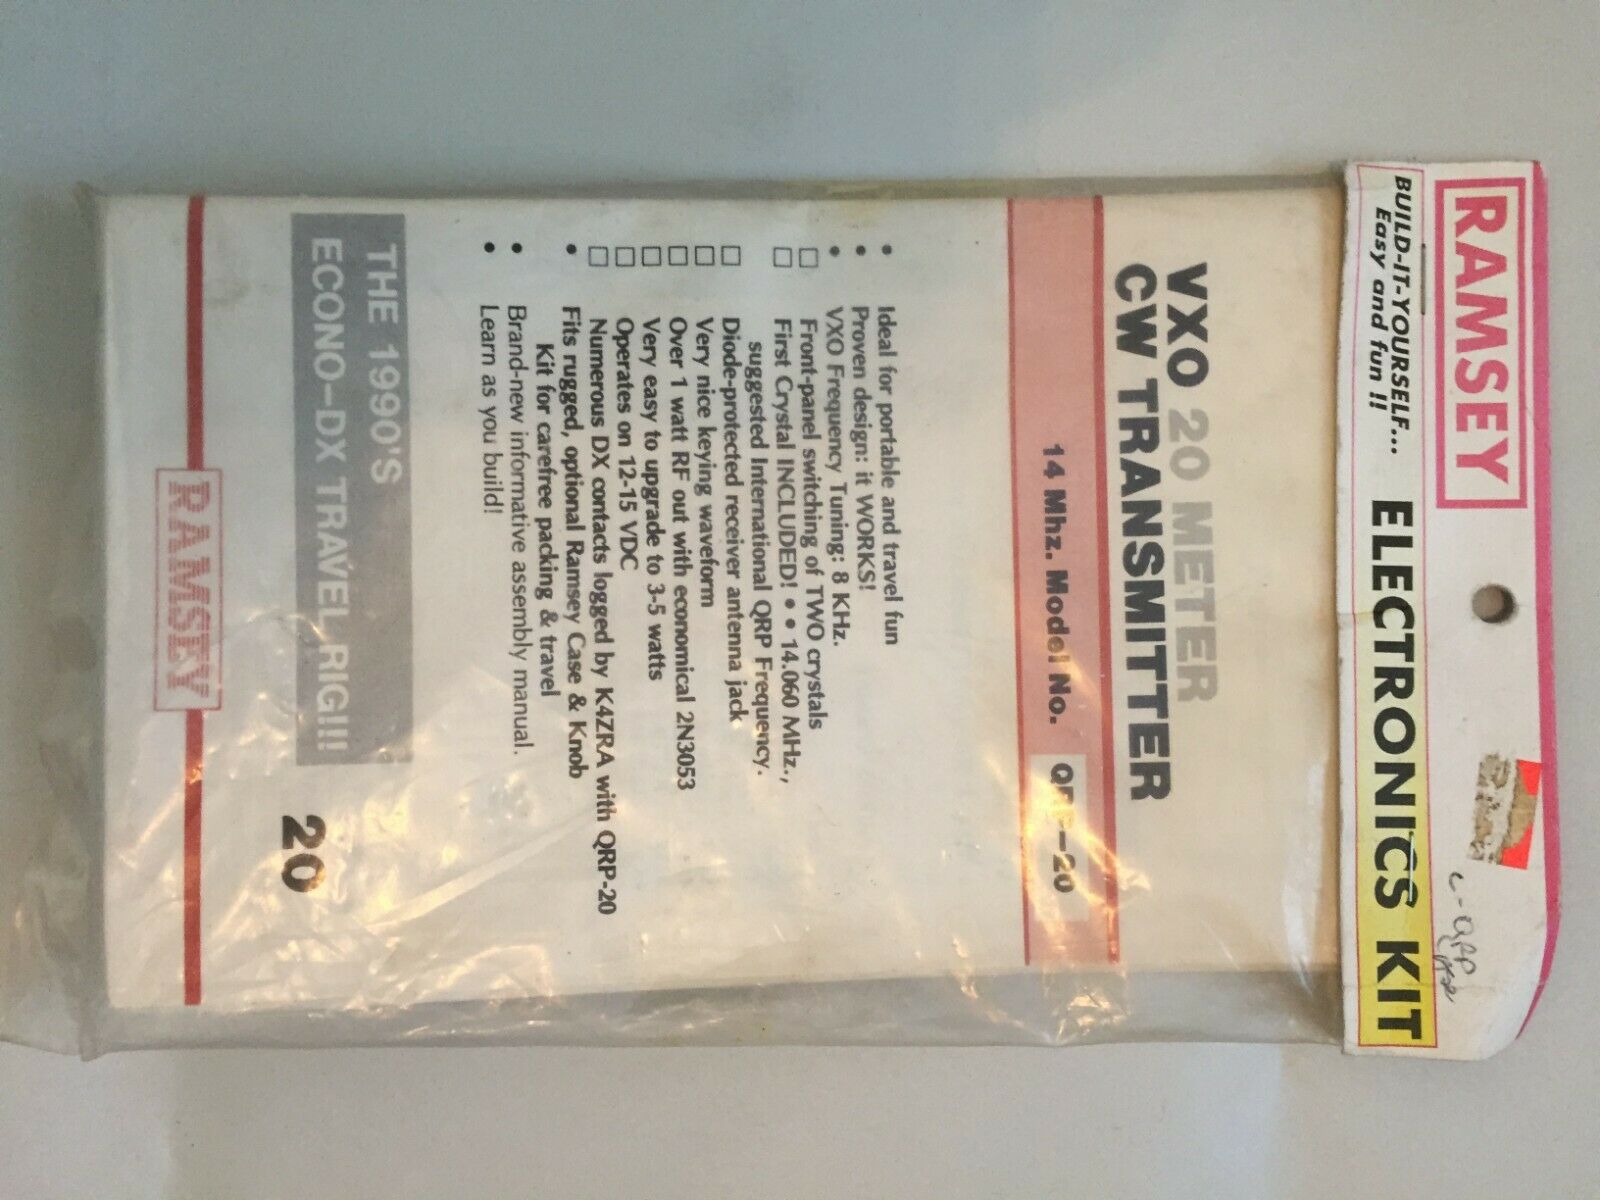 RAMSEY
BUILD-IT-YOURSELF...
Easy and fun !!
ELECTRONICS KIT
VXO 20 METER
CW TRANSMITTER
14 Mhz. Model No. QRP-20
• Ideal for portable and travel fun
• Proven design: it WORKS!
• VXO Frequency Tuning: 8 KHz.
□ Front-panel switching of TWO crystals
□ First Crystal INCLUDED! • • 14.060 MHz.,
suggested International QRP Frequency.
□ Diode-protected receiver antenna jack
□ Very nice keying waveform
□ Over 1 watt RF out with economical 2N3053
□ Very easy to upgrade to 3-5 watts
□ Operates on 12-15 VDC
□ Numerous DX contacts logged by K4ZRA with QRP-20
• Fits rugged, optional Ramsey Case & Knob
Kit for carefree packing & travel
• Brand-new informative assembly manual.
• Learn as you build!
THE 1990'S
ECONO-DX TRAVEL RIG!!!
20
RAMSEY